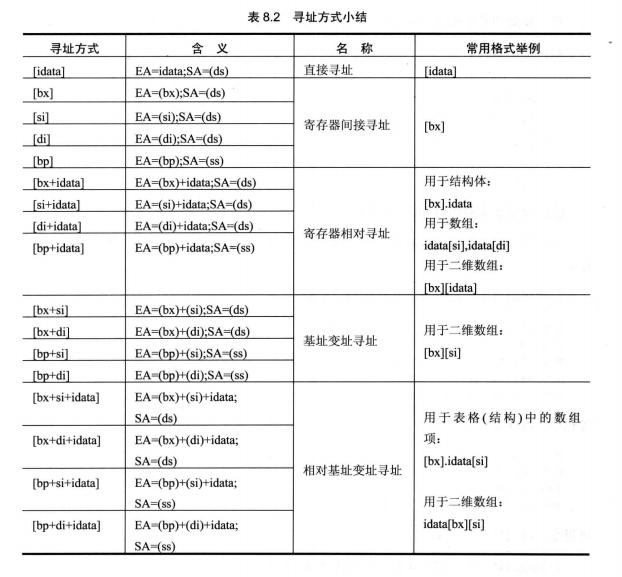 表 8.2 寻址方式小结
寻址方式 含 义 名 称 常用格式举例
[idata] EA=idata;SA=(ds) 直接寻址 [idata]
[bx] EA=(bx);SA=(ds)
[si] EA=(si);SA=(ds)
寄存器间接寻址 [bx]
[di] EA=(di);SA=(ds)
[bp] EA=(bp);SA=(ss)
[bx+idata] EA=(bx)+idata;SA=(ds) 用于结构体：
[si+idata] EA=(si)+idata;SA=(ds) [bx].idata
[di+idata] EA=(di)+idata;SA=(ds) 寄存器相对寻址 用于数组：
[bp+idata] EA=(bp)+idata;SA=(ss) idata[si],idata[di]
用于二维数组：
[bx][idata]
[bx+si] EA=(bx)+(si);SA=(ds)
[bx+di] EA=(bx)+(di);SA=(ds) 基址变址寻址 用于二维数组：
[bp+si] EA=(bp)+(si);SA=(ss) [bx][si]
[bp+di] EA=(bp)+(di);SA=(ss)
[bx+si+idata] EA=(bx)+(si)+idata;
SA=(ds) 用于表格(结构)中的数组
[bx+di+idata] EA=(bx)+(di)+idata; 项：
SA=(ds) 相对基址变址寻址 [bx].idata[si]
[bp+si+idata] EA=(bp)+(si)+idata;
SA=(ss) 用于二维数组：
[bp+di+idata] EA=(bp)+(di)+idata; idata[bx][si]
SA=(ss)